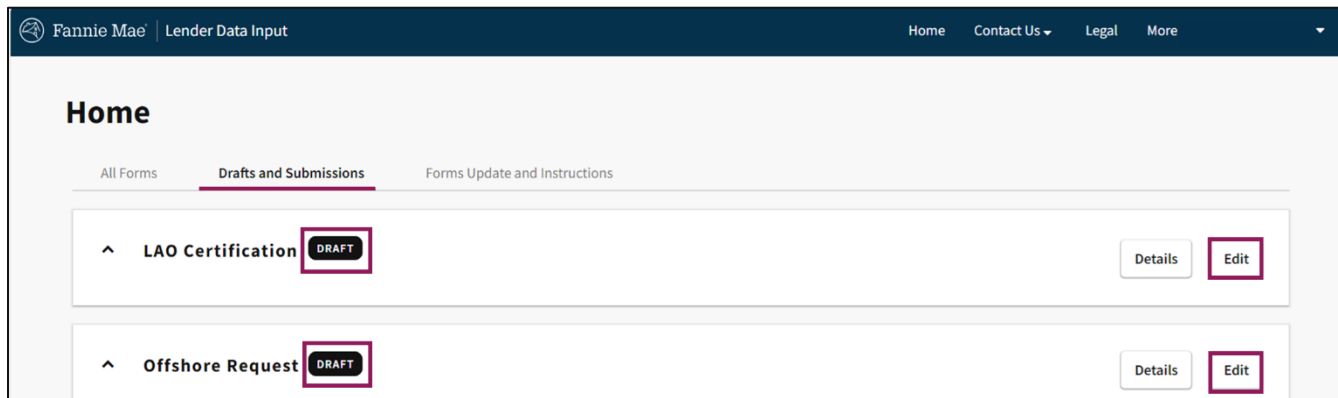 Fannie Mae® | Lender Data Input Home Contact Us Legal More
Home
All Forms Drafts and Submissions Forms Update and Instructions
LAO Certification DRAFT Details Edit
Offshore Request DRAFT Details Edit